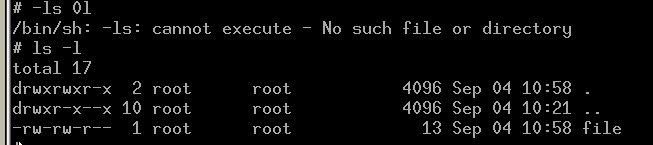 # -ls 0l
/bin/sh: -ls: cannot execute - No such file or directory
# ls -l
total 17
drwxrwxr-x  2 root      root            4096 Sep 04 10:58 .
drwxr-x--x 10 root      root            4096 Sep 04 10:21 ..
-rw-rw-r--  1 root      root              13 Sep 04 10:58 file
#